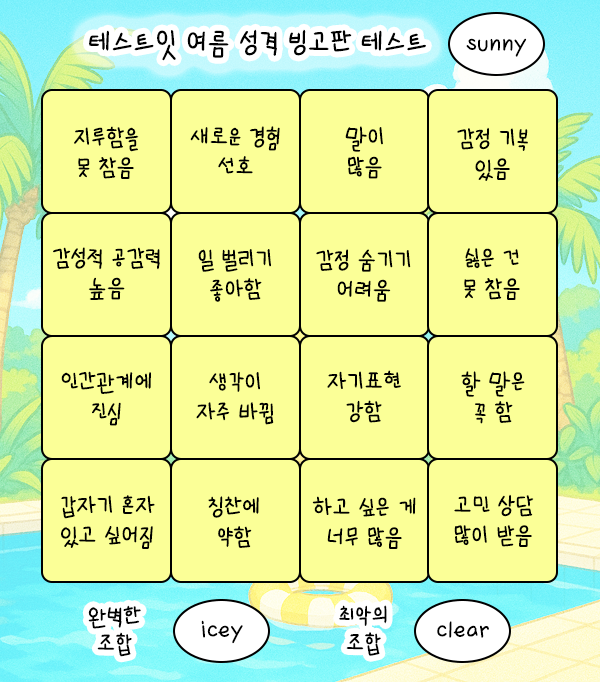 테스트잇 여름 성격 빙고판 테스트
sunny
지루함을
못 참음
새로운 경험
선호
말이
많음
감정 기복
있음
감성적 공감력
높음
일 벌리기
좋아함
감정 숨기기
어려움
싫은 건
못 참음
인간관계에
진심
생각이
자주 바뀜
자기표현
강함
할 말은
꼭 함
갑자기 혼자
있고 싶어짐
칭찬에
약함
하고 싶은 게
너무 많음
고민 상담
많이 받음
완벽한
조합
icey
최악의
조합
clear